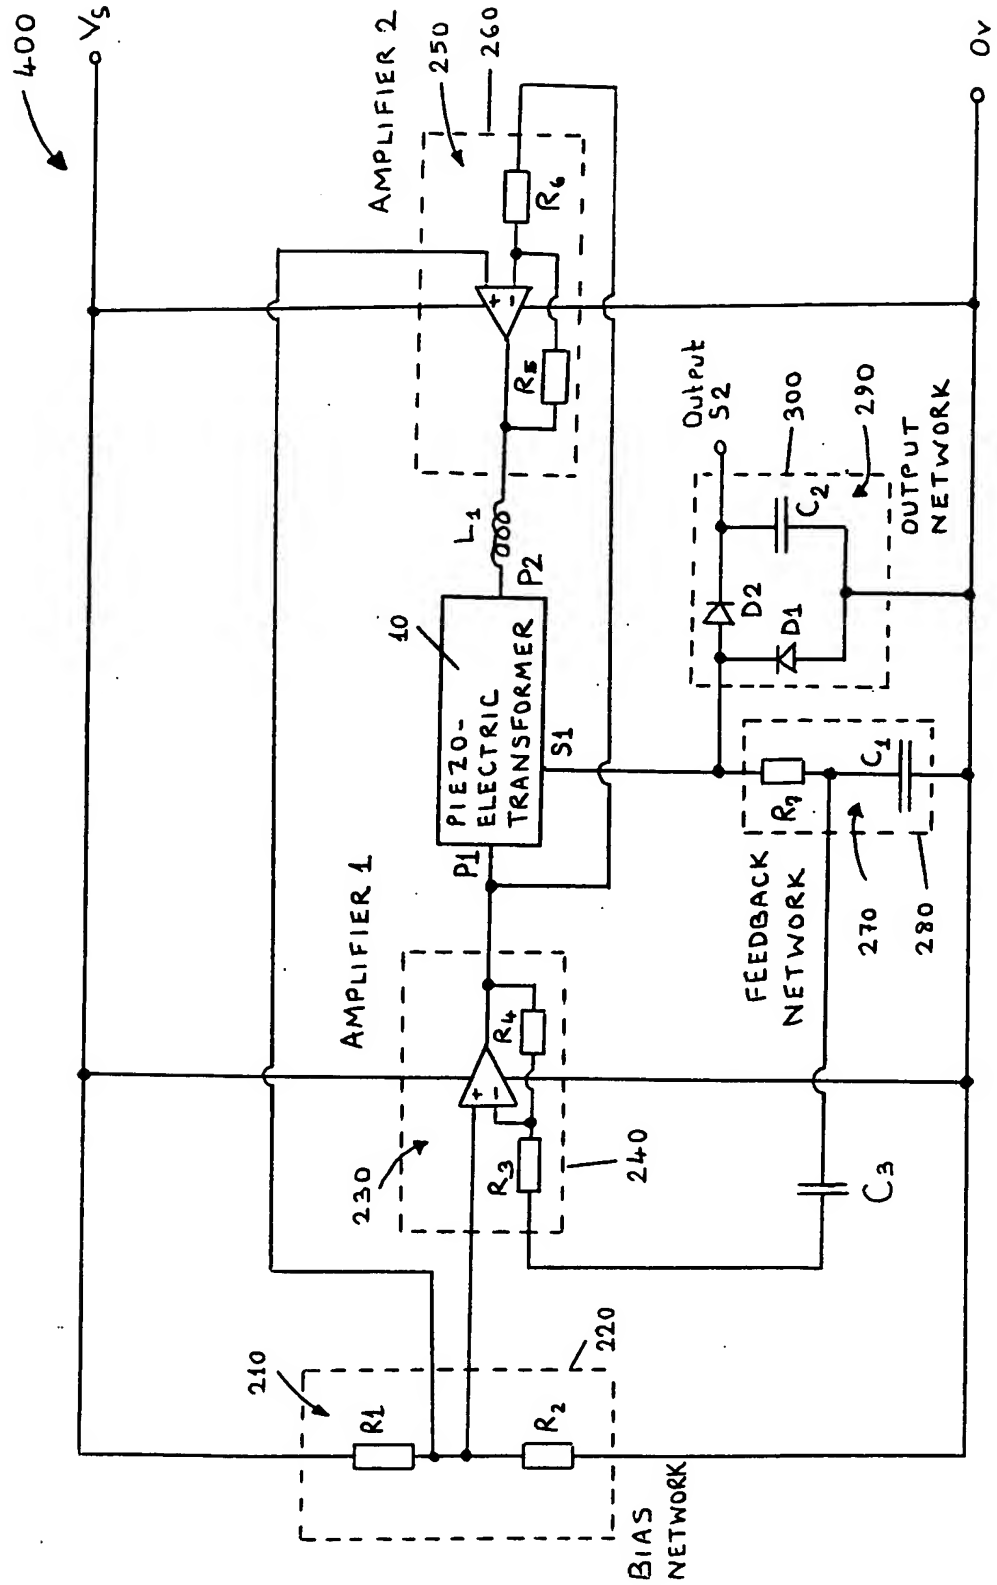 400
Vs
AMPLIFIER 2
250
260
R6
+
-
R5
L1
P2
10
PIEZO-
ELECTRIC
TRANSFORMER
P1
S1
Output
S2
300
290
OUTPUT
NETWORK
C2
D2
D1
0v
AMPLIFIER 1
R4
+
-
R3
230
240
R7
C1
FEEDBACK
NETWORK
270
280
C3
210
220
R1
R2
BIAS
NETWORK